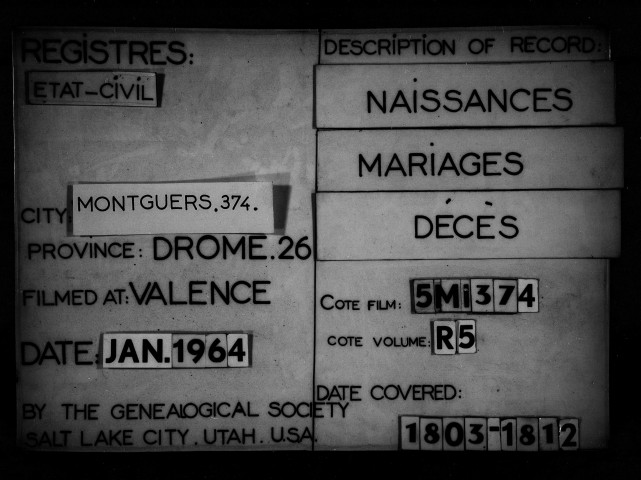 REGISTRES:
ETAT-CIVIL
CITY MONTGUERS.374.
PROVINCE: DROME.26
FILMED AT: VALENCE
DATE: JAN.1964
BY THE GENEALOGICAL SOCIETY
SALT LAKE CITY. UTAH. U.S.A.
DESCRIPTION OF RECORD:
NAISSANCES
MARIAGES
DÉCÈS
COTE FILM: 5Mi374
COTE VOLUME: R5
DATE COVERED:
1803-1812